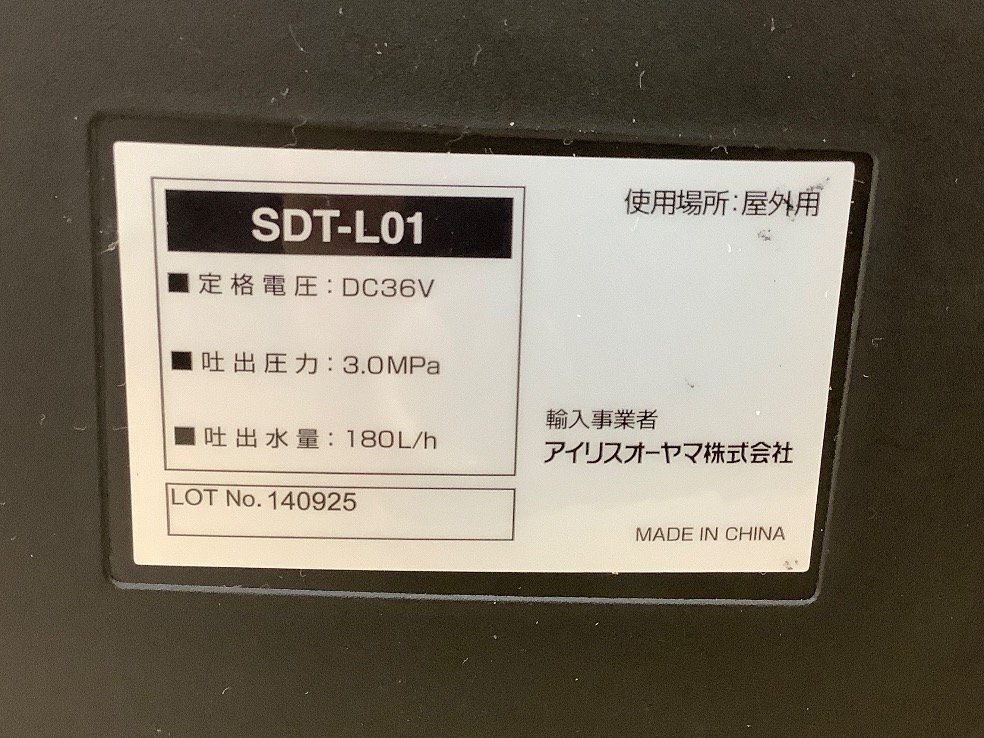 SDT-L01
■定格電圧：DC36V
■吐出圧力：3.0MPa
■吐出水量：180L/h
LOT No. 140925
使用場所：屋外用
輸入事業者
アイリスオーヤマ株式会社
MADE IN CHINA